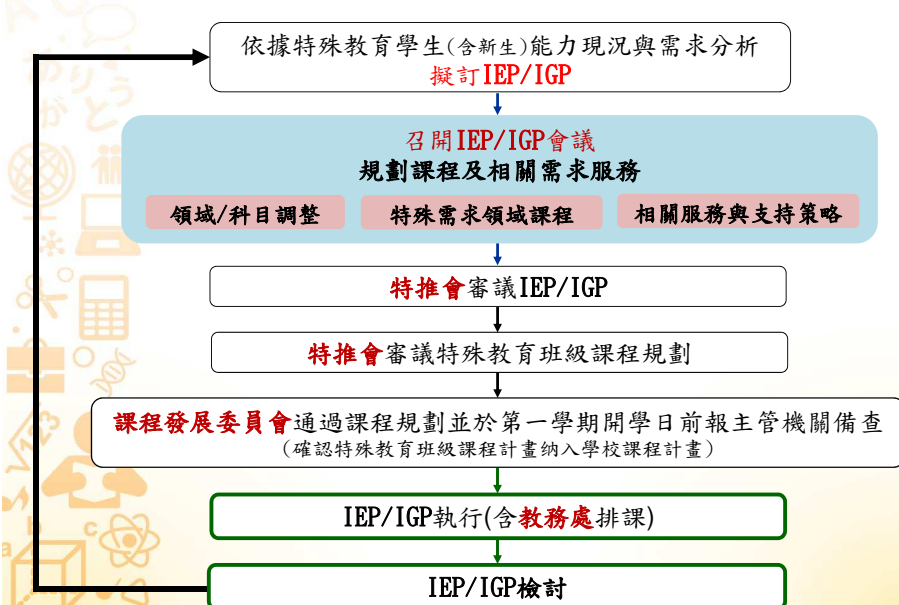 依據特殊教育學生(含新生)能力現況與需求分析
擬訂IEP/IGP
召開IEP/IGP會議
規劃課程及相關需求服務
領域/科目調整
特殊需求領域課程
相關服務與支持策略
特推會審議IEP/IGP
特推會審議特殊教育班級課程規劃
課程發展委員會通過課程規劃並於第一學期開學日前報主管機關備查
(確認特殊教育班級課程計畫纳入學校課程計畫)
IEP/IGP執行(含教務處排課)
IEP/IGP檢討